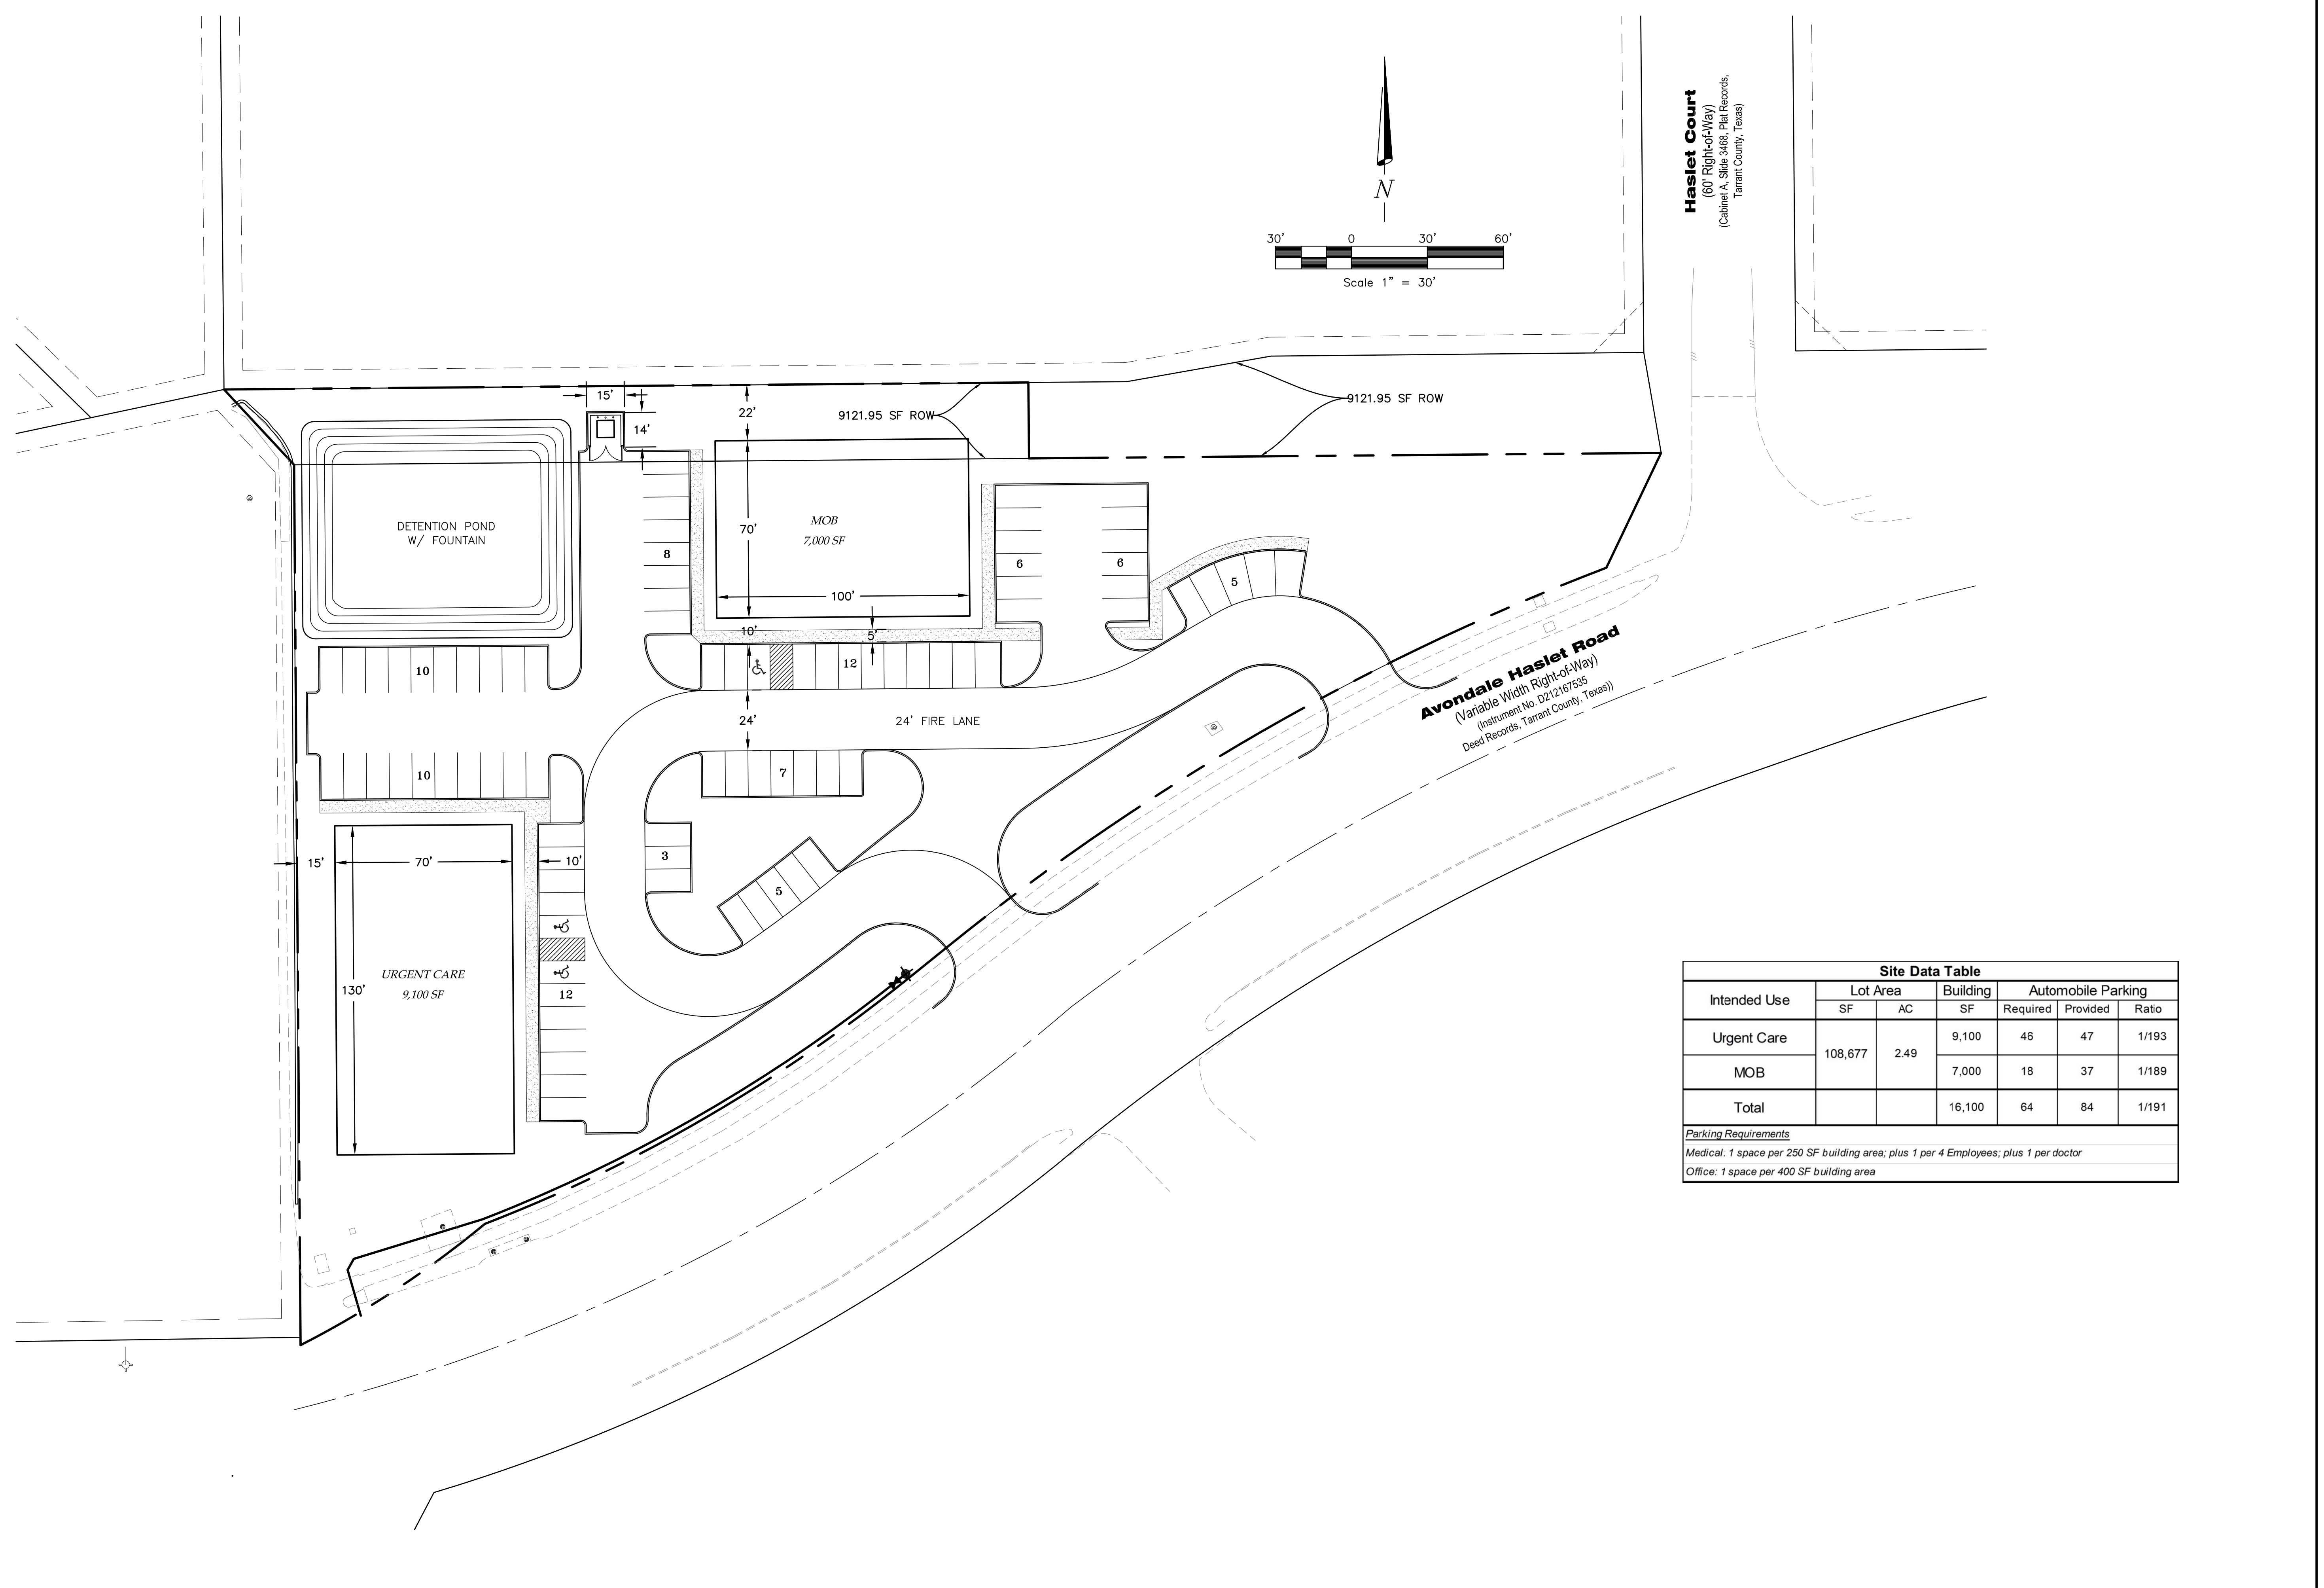 Haslet Court
(60' Right-of-Way)
(Cabinet A, Slide 3468, Plat Records,
Tarrant County, Texas)
N
30' 0 30' 60'
Scale 1" = 30'
15'
22'
14'
9121.95 SF ROW
9121.95 SF ROW
DETENTION POND
W/ FOUNTAIN
MOB
7,000 SF
70'
100'
8
6
6
5
10'
5'
12
10
24'
24' FIRE LANE
10
7
Avondale Haslet Road
(Variable Width Right-of-Way)
(Instrument No. D212167535
Deed Records, Tarrant County, Texas))
15'
70'
10'
3
5
130'
URGENT CARE
9,100 SF
12
Site Data Table
Intended Use Lot Area Building Automobile Parking
SF AC SF Required Provided Ratio
Urgent Care 108,677 2.49 9,100 46 47 1/193
MOB 7,000 18 37 1/189
Total 16,100 64 84 1/191
Parking Requirements
Medical: 1 space per 250 SF building area; plus 1 per 4 Employees; plus 1 per doctor
Office: 1 space per 400 SF building area